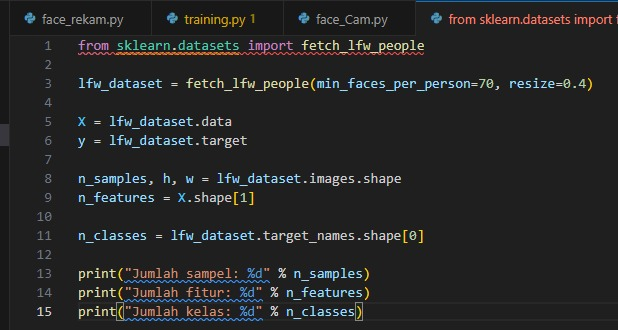 face_rekam.py training.py 1 face_Cam.py from sklearn.datasets import f
1 from sklearn.datasets import fetch_lfw_people
2
3 lfw_dataset = fetch_lfw_people(min_faces_per_person=70, resize=0.4)
4
5 X = lfw_dataset.data
6 y = lfw_dataset.target
7
8 n_samples, h, w = lfw_dataset.images.shape
9 n_features = X.shape[1]
10
11 n_classes = lfw_dataset.target_names.shape[0]
12
13 print("Jumlah sampel: %d" % n_samples)
14 print("Jumlah fitur: %d" % n_features)
15 print("Jumlah kelas: %d" % n_classes)